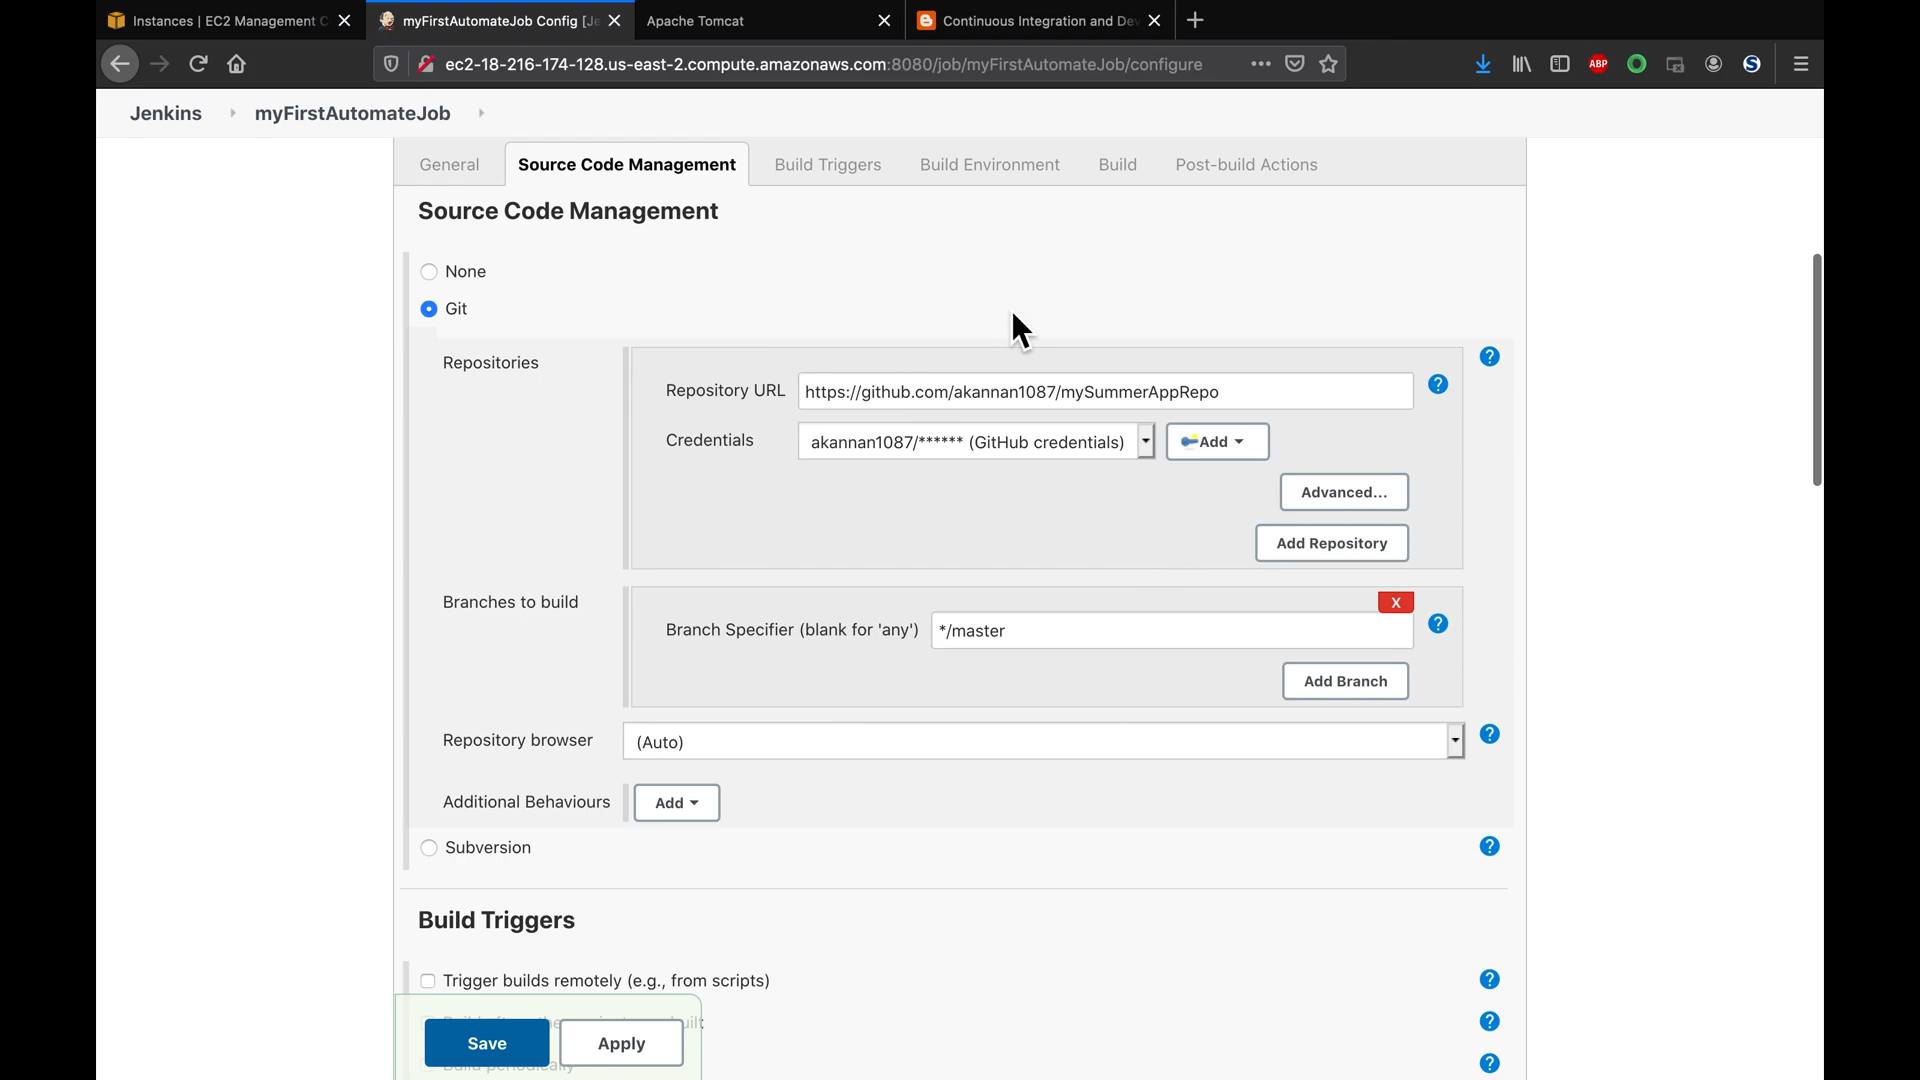 Instances | EC2 Management C
myFirstAutomateJob Config [Je
Apache Tomcat
Continuous Integration and Dev
ec2-18-216-174-128.us-east-2.compute.amazonaws.com:8080/job/myFirstAutomateJob/configure
ABP
S
Jenkins
myFirstAutomateJob
General
Source Code Management
Build Triggers
Build Environment
Build
Post-build Actions
Source Code Management
None
Git
Repositories
?
Repository URL
https://github.com/akannan1087/mySummerAppRepo
?
Credentials
akannan1087/****** (GitHub credentials)
Add
Advanced...
Add Repository
Branches to build
X
Branch Specifier (blank for 'any')
*/master
?
Add Branch
Repository browser
(Auto)
?
Additional Behaviours
Add
Subversion
?
Build Triggers
Trigger builds remotely (e.g., from scripts)
?
?
Save
Apply
Build periodically
?